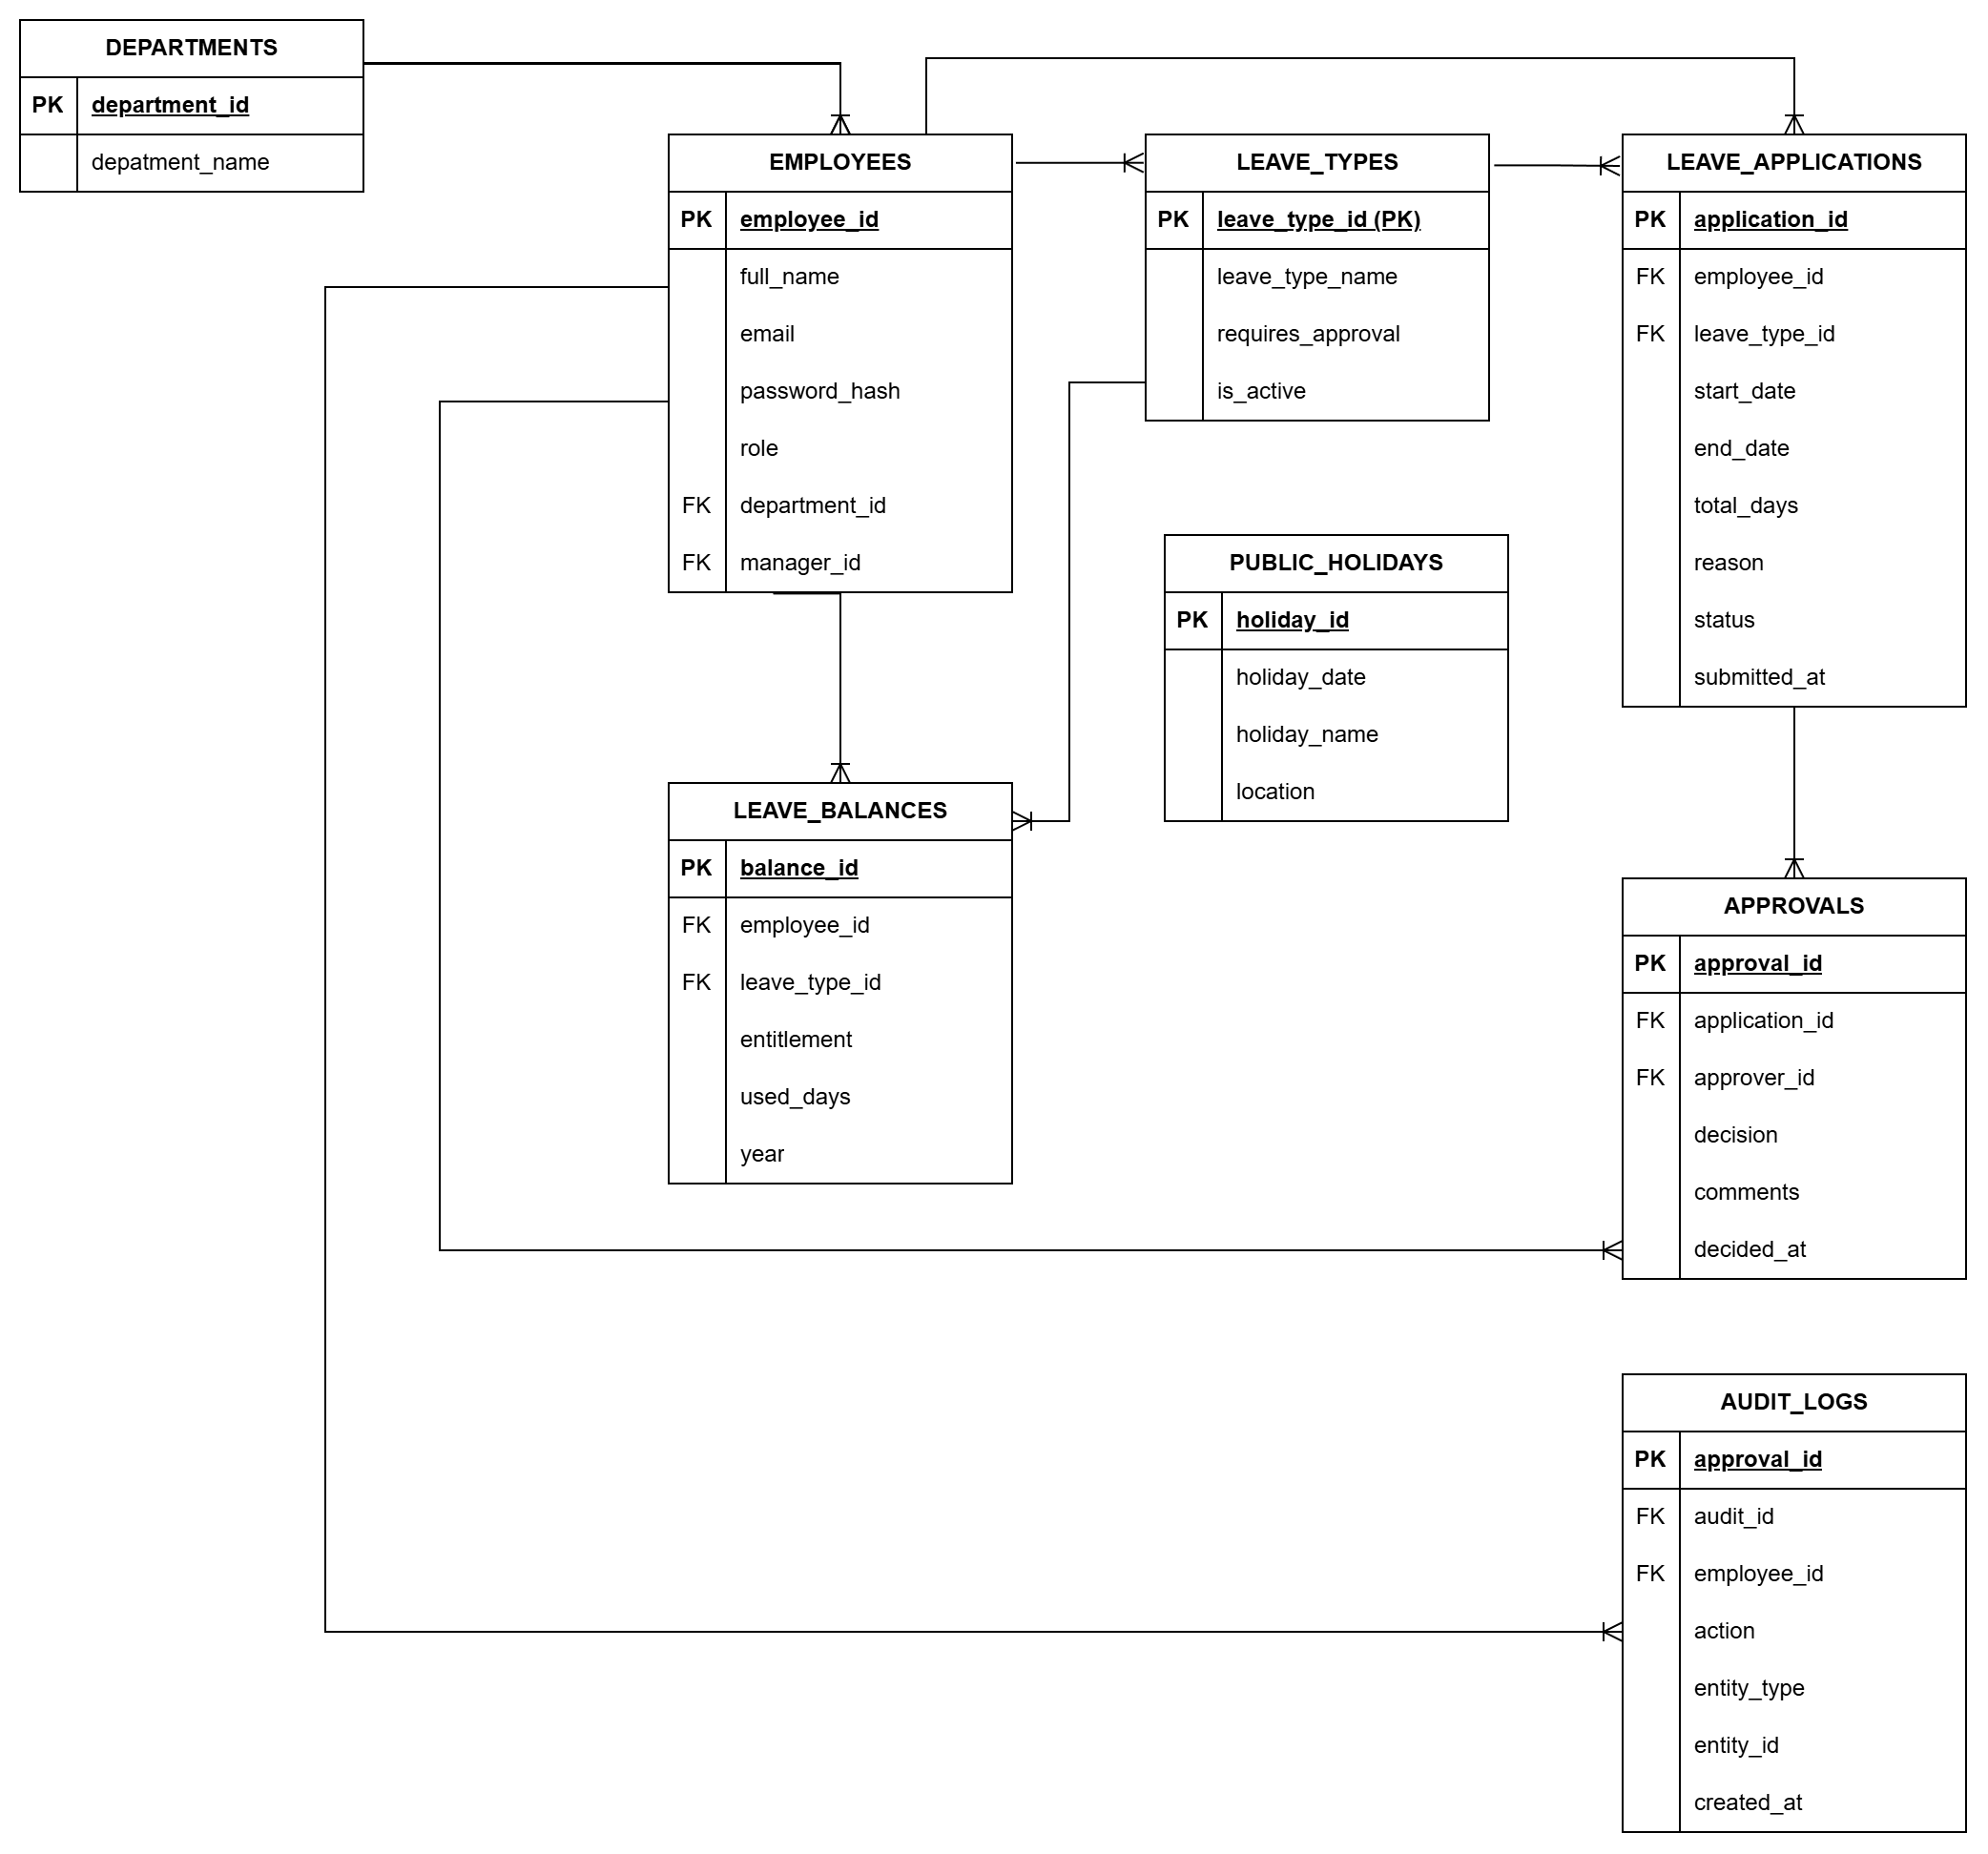 DEPARTMENTS
PK department_id
depatment_name
EMPLOYEES
PK employee_id
full_name
email
password_hash
role
FK department_id
FK manager_id
LEAVE_TYPES
PK leave_type_id (PK)
leave_type_name
requires_approval
is_active
LEAVE_APPLICATIONS
PK application_id
FK employee_id
FK leave_type_id
start_date
end_date
total_days
reason
status
submitted_at
PUBLIC_HOLIDAYS
PK holiday_id
holiday_date
holiday_name
location
LEAVE_BALANCES
PK balance_id
FK employee_id
FK leave_type_id
entitlement
used_days
year
APPROVALS
PK approval_id
FK application_id
FK approver_id
decision
comments
decided_at
AUDIT_LOGS
PK approval_id
FK audit_id
FK employee_id
action
entity_type
entity_id
created_at